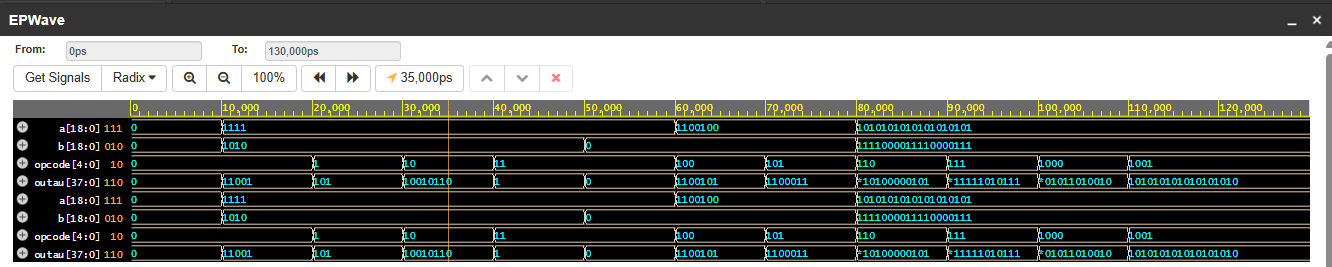 EPWave
From: 0ps To: 130,000ps
Get Signals Radix 100% 35,000ps
0 10,000 20,000 30,000 40,000 50,000 60,000 70,000 80,000 90,000 100,000 110,000 120,000
a[18:0] 111 0 1111 1100100 1010101010101010101
b[18:0] 010 0 1010 0 1111000011110000111
opcode[4:0] 10 0 1 10 11 100 101 110 111 1000 1001
outau[37:0] 110 0 11001 101 10010110 1 0 1100101 1100011 *10100000101 *11111010111 *01011010010 10101010101010101010
a[18:0] 111 0 1111 1100100 1010101010101010101
b[18:0] 010 0 1010 0 1111000011110000111
opcode[4:0] 10 0 1 10 11 100 101 110 111 1000 1001
outau[37:0] 110 0 11001 101 10010110 1 0 1100101 1100011 *10100000101 *11111010111 *01011010010 10101010101010101010